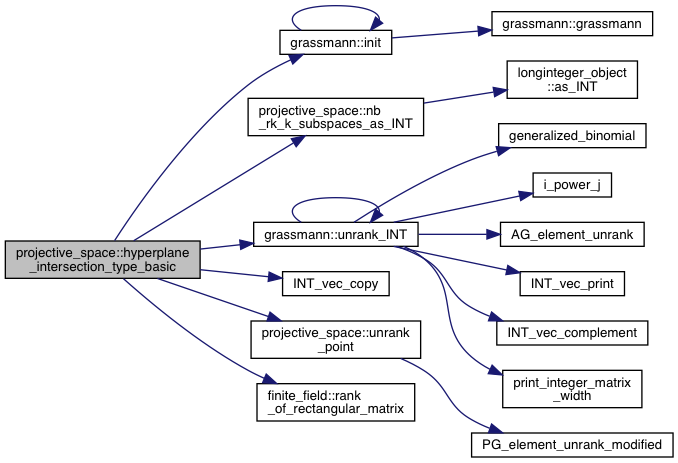 projective_space::hyperplane
_intersection_type_basic
grassmann::init
grassmann::grassmann
projective_space::nb
_rk_k_subspaces_as_INT
longinteger_object
::as_INT
grassmann::unrank_INT
generalized_binomial
i_power_j
AG_element_unrank
INT_vec_print
INT_vec_complement
print_integer_matrix
_width
INT_vec_copy
projective_space::unrank
_point
PG_element_unrank_modified
finite_field::rank
_of_rectangular_matrix